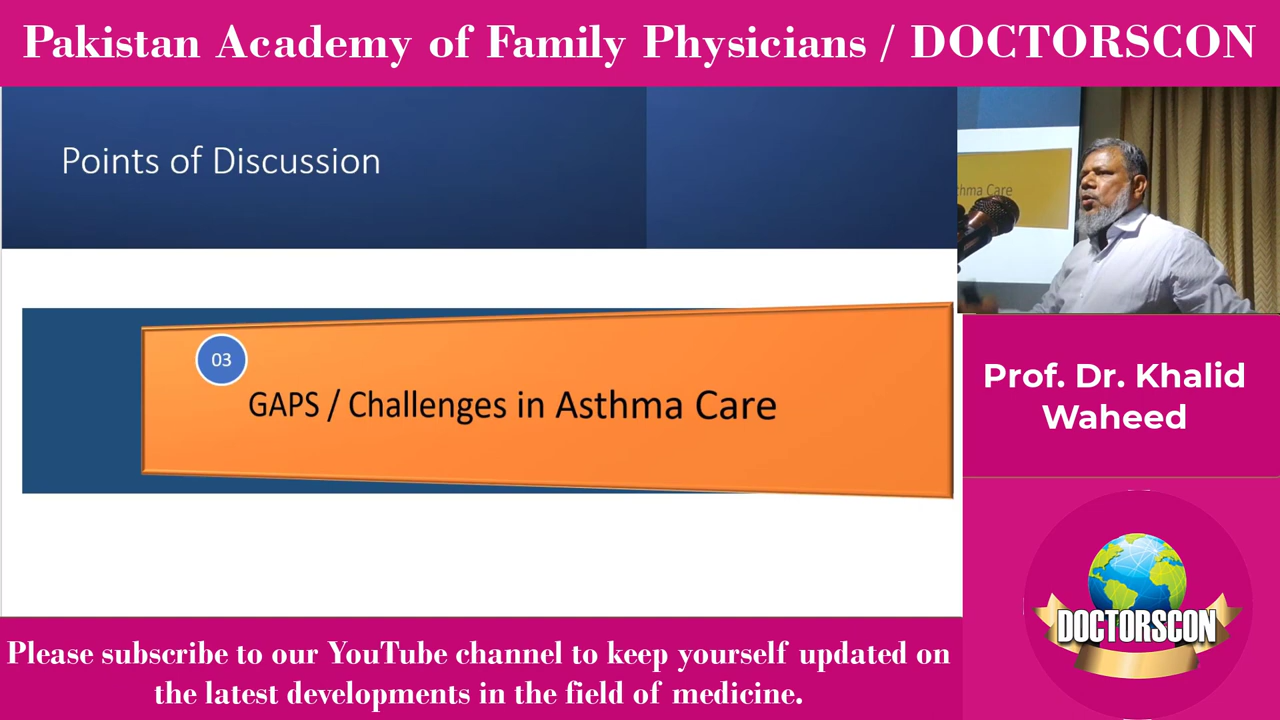 Pakistan Academy of Family Physicians / DOCTORSCON
Points of Discussion
03
GAPS / Challenges in Asthma Care
thma Care
Prof. Dr. Khalid
Waheed
DOCTORSCON
Please subscribe to our YouTube channel to keep yourself updated on
the latest developments in the field of medicine.